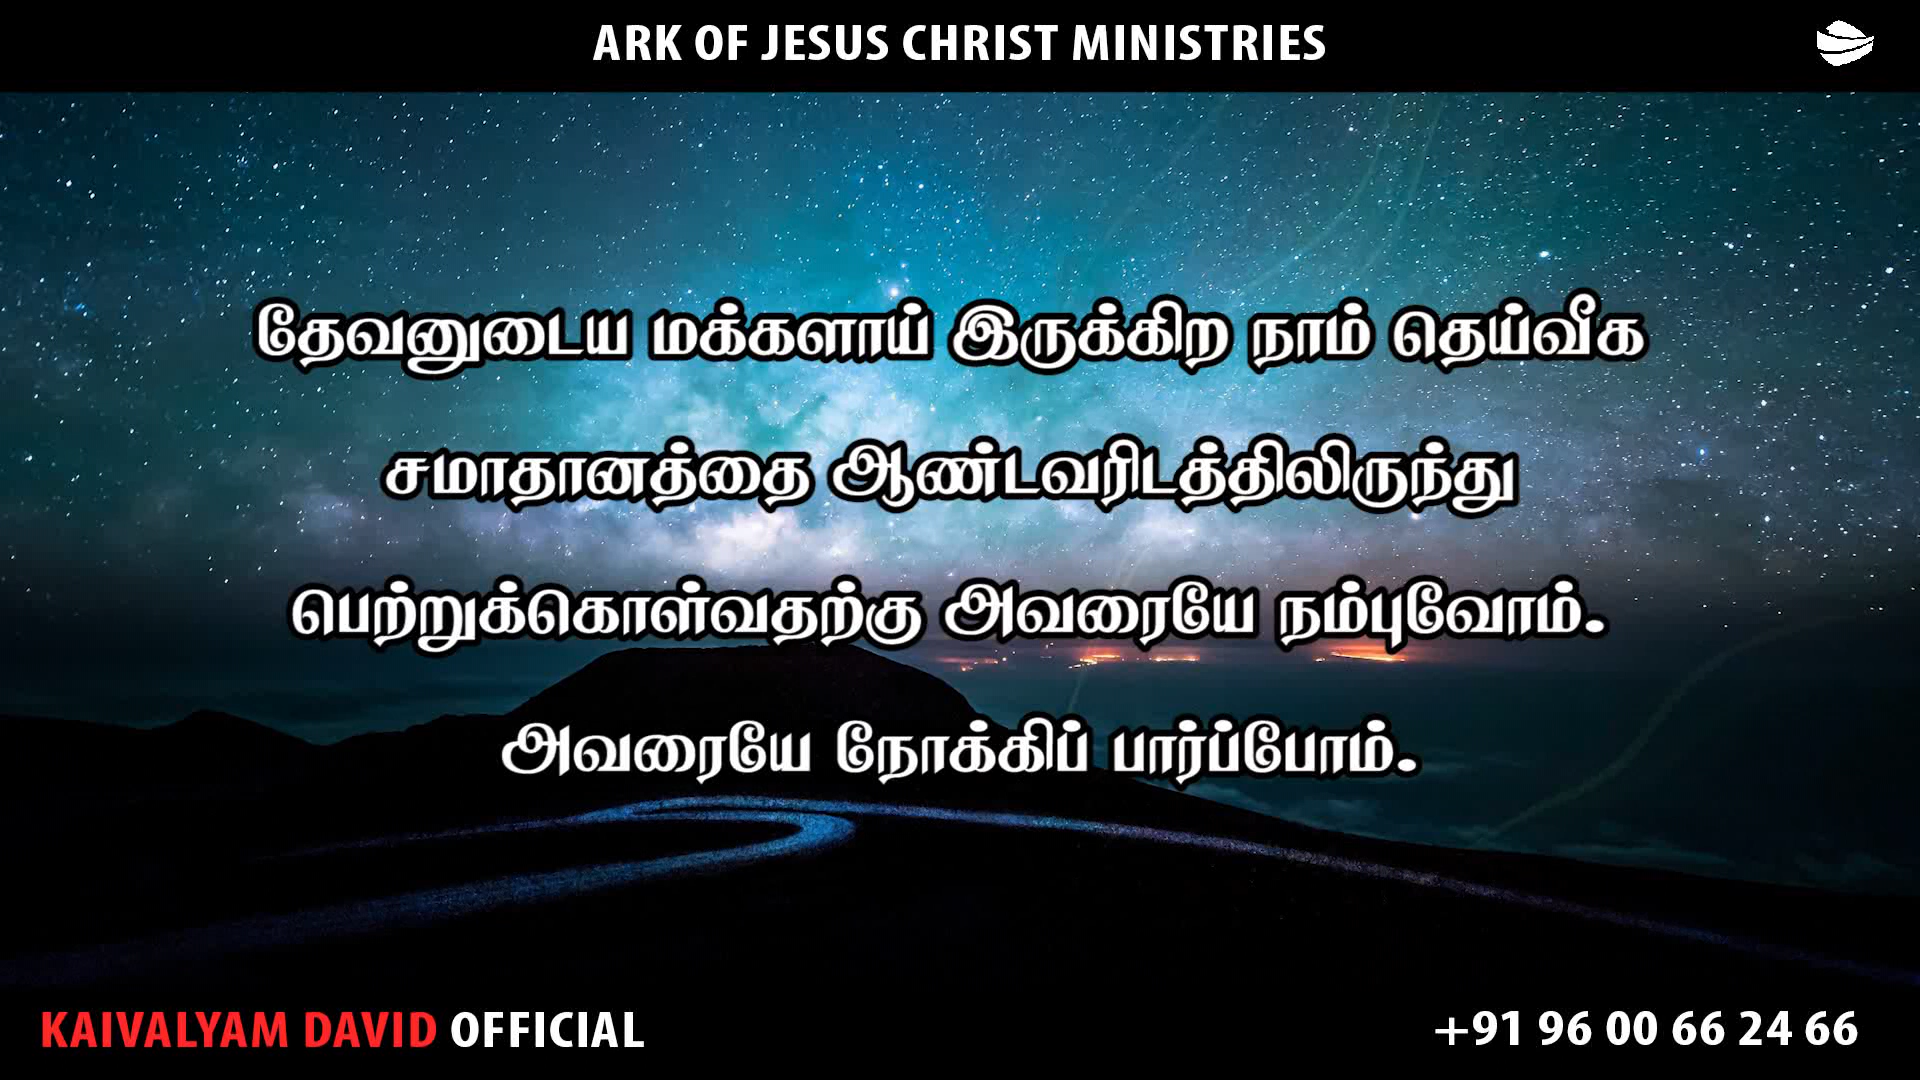 ARK OF JESUS CHRIST MINISTRIES
தேவனுடைய மக்களாய் இருக்கிற நாம் தெய்வீக
சமாதானத்தை ஆண்டவரிடத்திலிருந்து
பெற்றுக்கொள்வதற்கு அவரையே நம்புவோம்.
அவரையே நோக்கிப் பார்ப்போம்.
KAIVALYAM DAVID OFFICIAL
+91 96 00 66 24 66